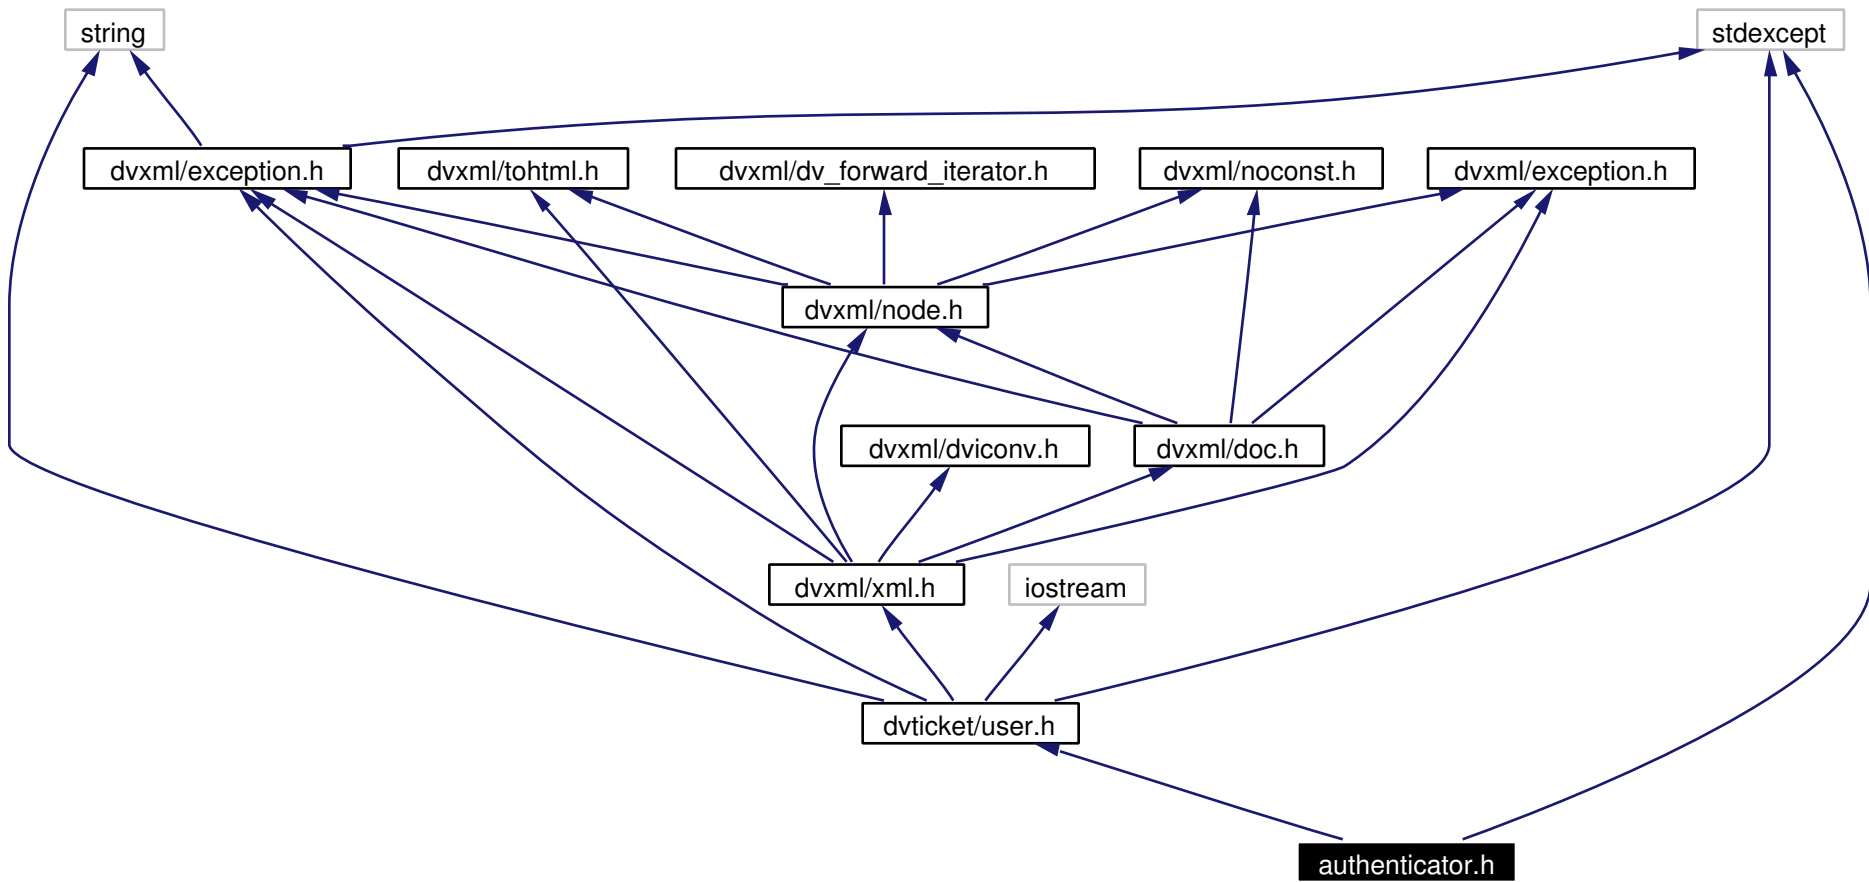 string
stdexcept
dvxml/exception.h
dvxml/tohtml.h
dvxml/dv_forward_iterator.h
dvxml/noconst.h
dvxml/exception.h
dvxml/node.h
dvxml/dviconv.h
dvxml/doc.h
dvxml/xml.h
iostream
dvticket/user.h
authenticator.h